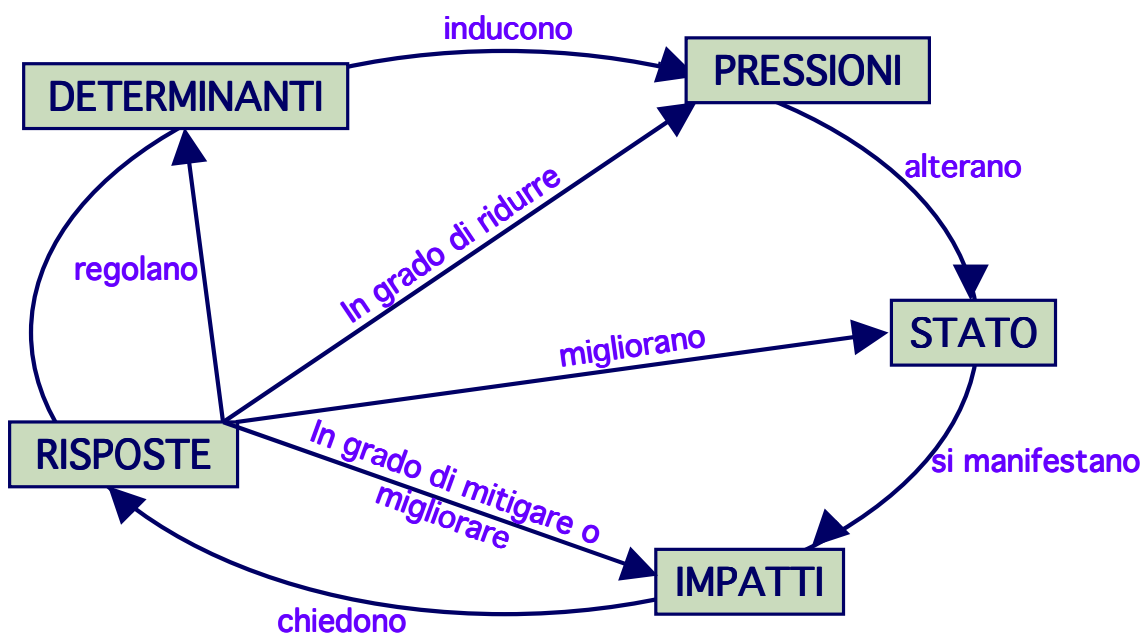 inducono
DETERMINANTI
PRESSIONI
alterano
In grado di ridurre
regolano
STATO
migliorano
RISPOSTE
In grado di mitigare o
migliorare
si manifestano
IMPATTI
chiedono